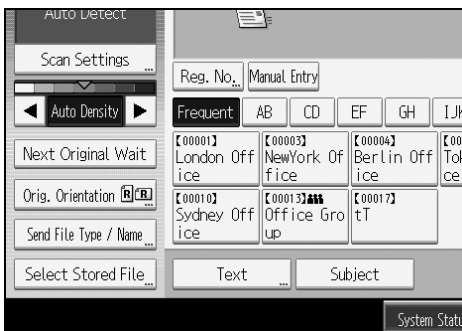 Auto Detect
Scan Settings
Auto Density
Next Original Wait
Orig. Orientation
Send File Type / Name
Select Stored File
Reg. No.
Manual Entry
Frequent AB CD EF GH IJK
[00001]
London Off
ice
[00003]
NewYork Of
fice
[00004]
Berlin Off
ice
[00010]
Sydney Off
ice
[00013]
Office Gro
up
[00017]
tT
Text
Subject
System Statu